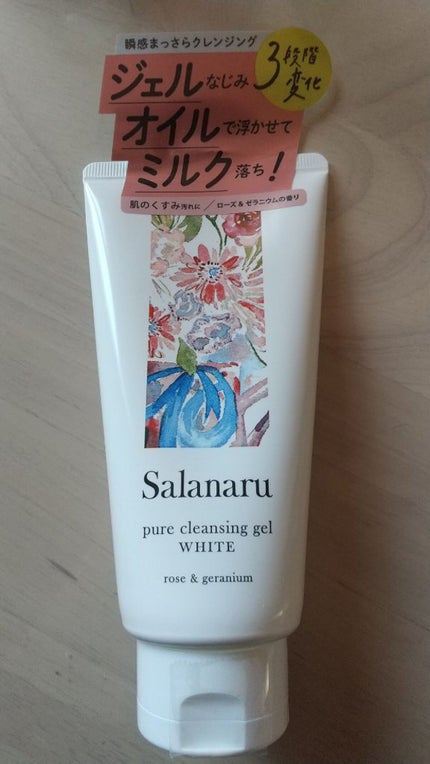 瞬感まっさらクレンジング
3段階
変化
ジェルなじみ
オイルで浮かせて
ミルク落ち!
肌のくすみ汚れに / ローズ&ゼラニウムの香り
Salanaru
pure cleansing gel
WHITE
rose & geranium